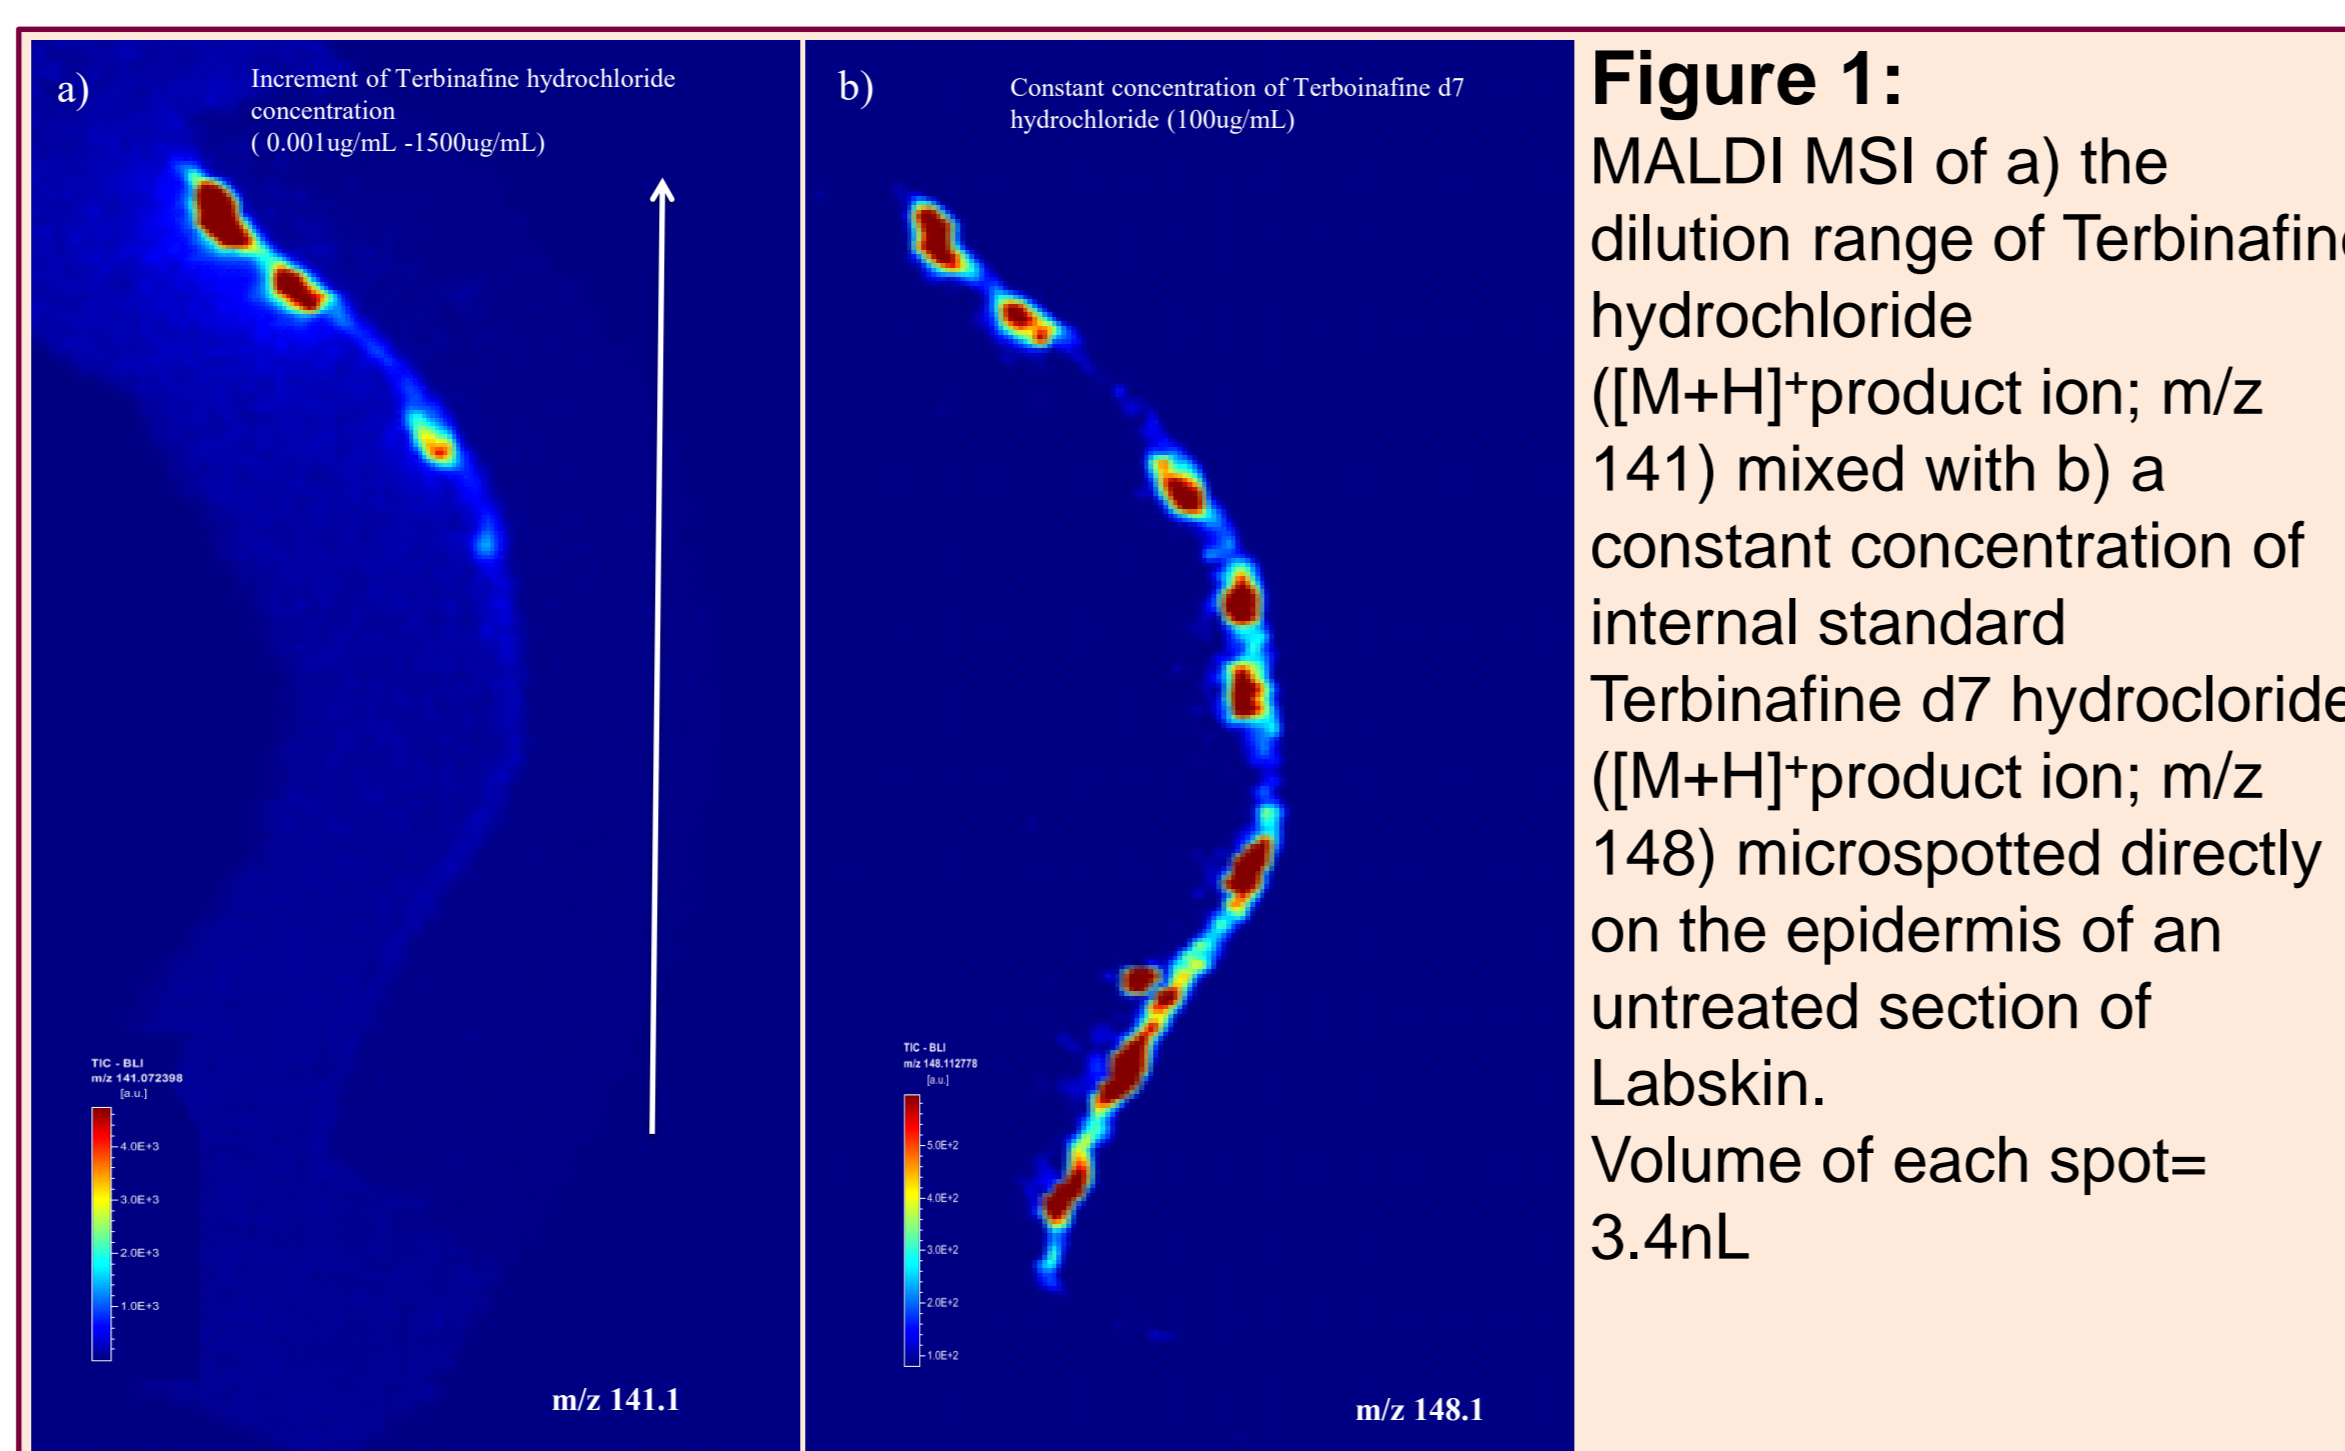 a)
Increment of Terbinafine hydrochloride
concentration
( 0.001ug/mL -1500ug/mL)
TIC - BLI
m/z 141.072398
[a.u.]
4.0E+3
3.0E+3
2.0E+3
1.0E+3
m/z 141.1
b)
Constant concentration of Terboinafine d7
hydrochloride (100ug/mL)
TIC - BLI
m/z 148.112778
[a.u.]
5.0E+2
4.0E+2
3.0E+2
2.0E+2
1.0E+2
m/z 148.1
Figure 1:
MALDI MSI of a) the
dilution range of Terbinafine
hydrochloride
([M+H]⁺product ion; m/z
141) mixed with b) a
constant concentration of
internal standard
Terbinafine d7 hydrocloride
([M+H]⁺product ion; m/z
148) microspotted directly
on the epidermis of an
untreated section of
Labskin.
Volume of each spot=
3.4nL